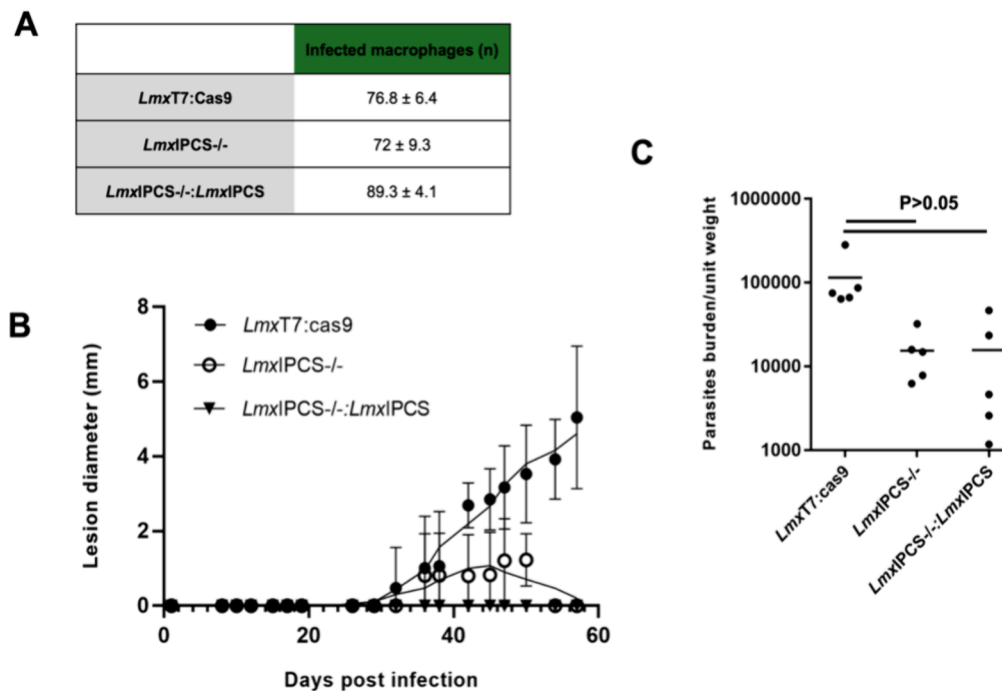 A
Infected macrophages (n)
LmxT7:Cas9
76.8 ± 6.4
LmxIPCS-/-
72 ± 9.3
LmxIPCS-/-:LmxIPCS
89.3 ± 4.1
B
Lesion diameter (mm)
8
6
4
2
0
LmxT7:cas9
LmxIPCS-/-
LmxIPCS-/-:LmxIPCS
0
20
40
60
Days post infection
C
Parasites burden/unit weight
1000000
100000
10000
1000
P>0.05
LmxT7:cas9
LmxIPCS-/-
LmxIPCS-/-:LmxIPCS